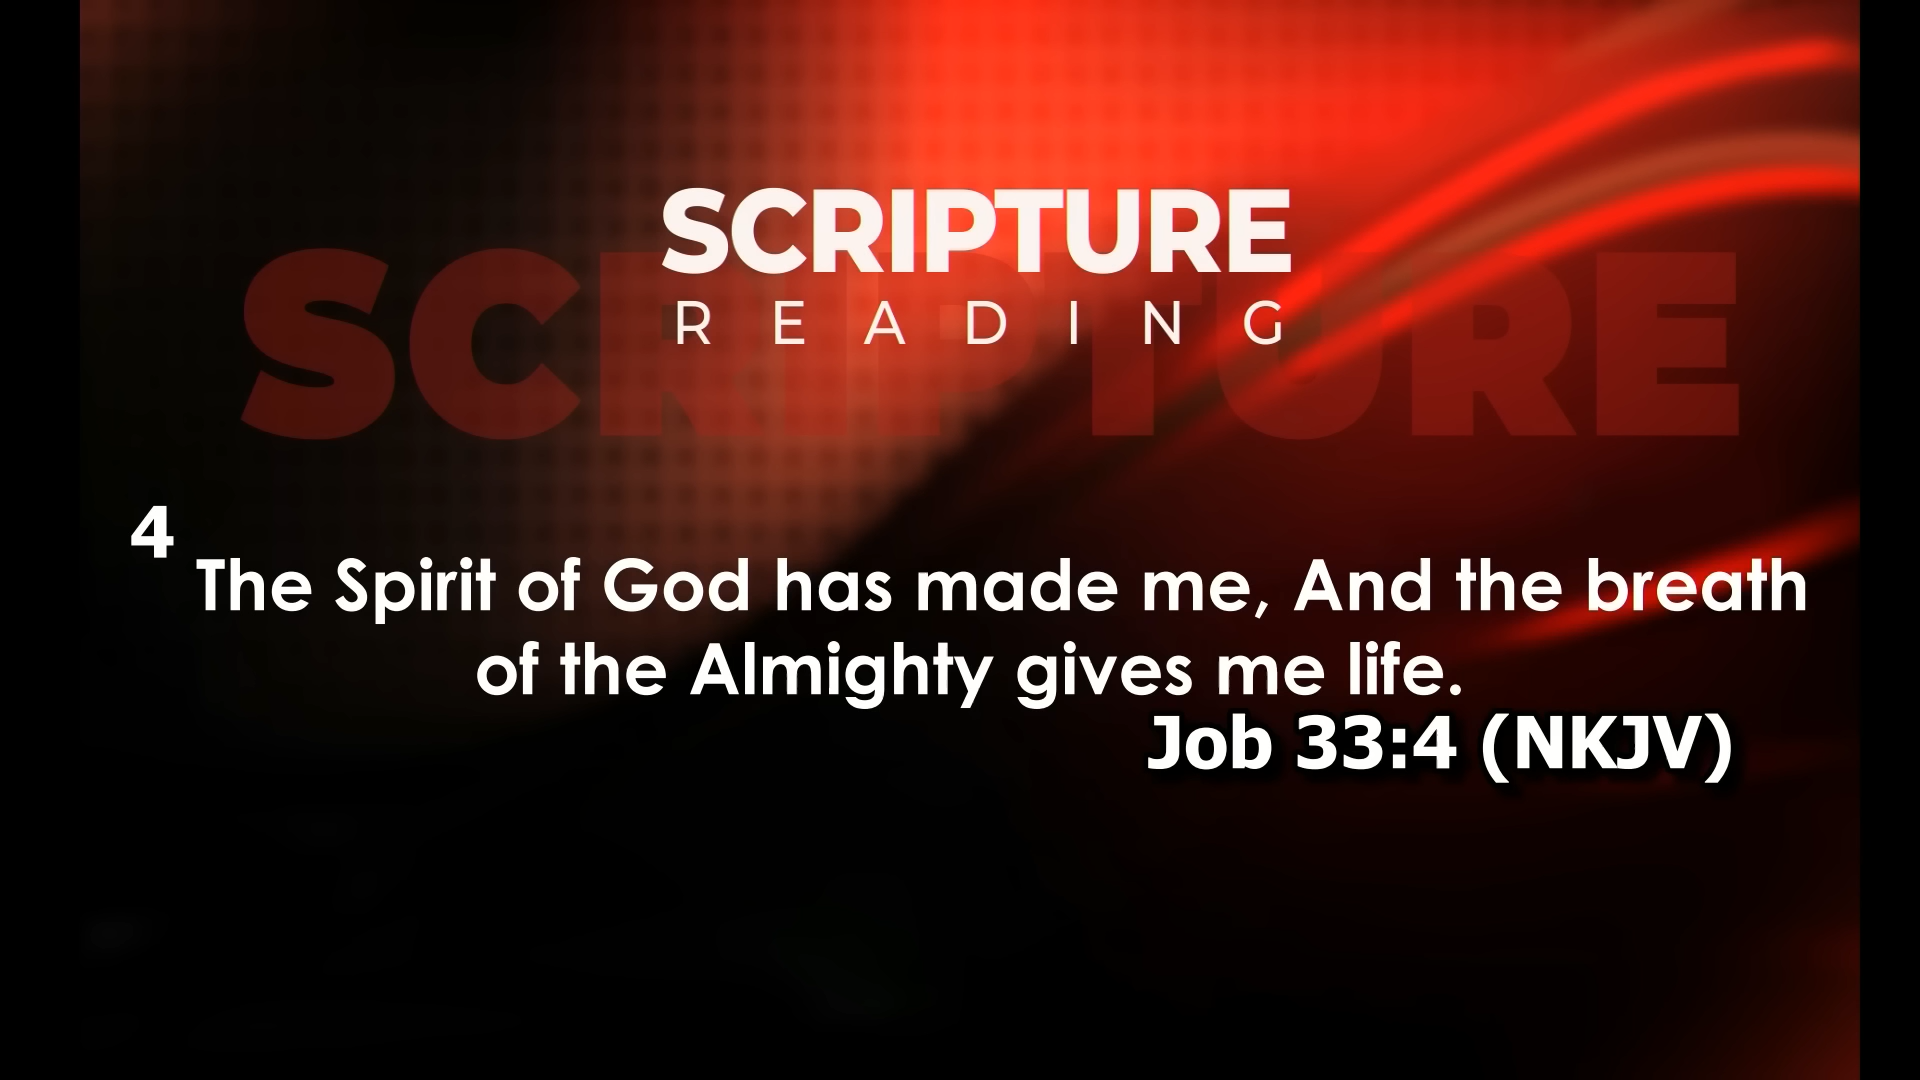 SCRIPTURE
READING
SCRIPTURE
4
The Spirit of God has made me, And the breath
of the Almighty gives me life.
Job 33:4 (NKJV)